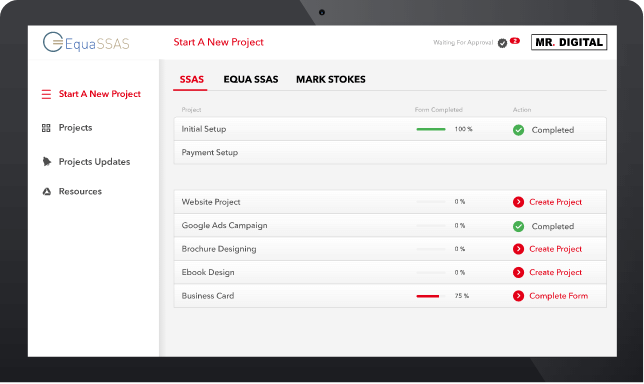 EquaSSAS
Start A New Project
Waiting For Approval
2
MR. DIGITAL
Start A New Project
Projects
Projects Updates
Resources
SSAS EQUA SSAS MARK STOKES
Project Form Completed Action
Initial Setup 100 % Completed
Payment Setup
Website Project 0 % Create Project
Google Ads Campaign 0 % Completed
Brochure Designing 0 % Create Project
Ebook Design 0 % Create Project
Business Card 75 % Complete Form